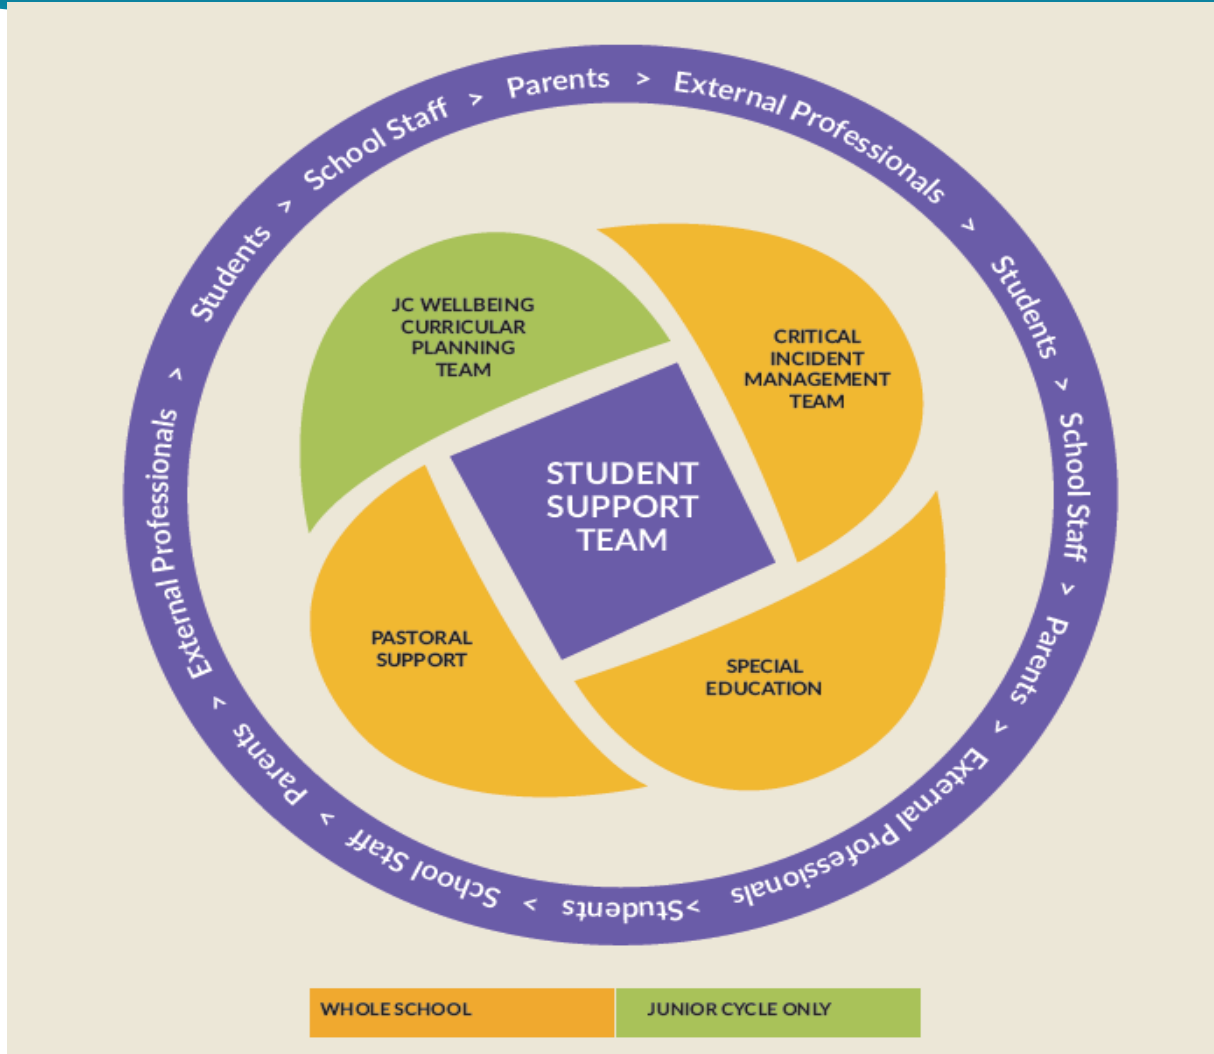 Students > School Staff > Parents > External Professionals > Students > School Staff > Parents > External Professionals >Students< > School Staff > Parents > External Professionals >
JC WELLBEING
CURRICULAR
PLANNING
TEAM
CRITICAL
INCIDENT
MANAGEMENT
TEAM
STUDENT
SUPPORT
TEAM
PASTORAL
SUPPORT
SPECIAL
EDUCATION
WHOLE SCHOOL
JUNIOR CYCLE ONLY